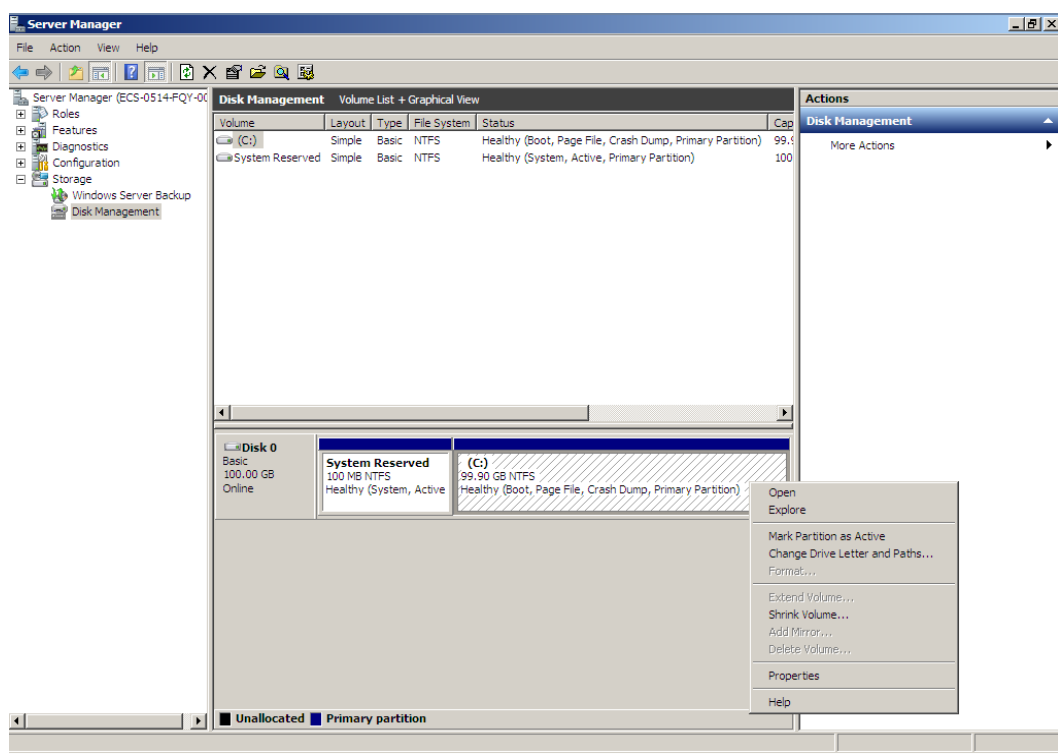 Server Manager
File Action View Help
Server Manager (ECS-0514-FQY-00
Roles
Features
Diagnostics
Configuration
Storage
Windows Server Backup
Disk Management
Disk Management Volume List + Graphical View
Volume Layout Type File System Status Cap
(C:) Simple Basic NTFS Healthy (Boot, Page File, Crash Dump, Primary Partition) 99.9
System Reserved Simple Basic NTFS Healthy (System, Active, Primary Partition) 100
Disk 0
Basic
100.00 GB
Online
System Reserved
100 MB NTFS
Healthy (System, Active
(C:)
99.90 GB NTFS
Healthy (Boot, Page File, Crash Dump, Primary Partition)
Unallocated Primary partition
Actions
Disk Management
More Actions
Open
Explore
Mark Partition as Active
Change Drive Letter and Paths...
Format...
Extend Volume...
Shrink Volume...
Add Mirror...
Delete Volume...
Properties
Help